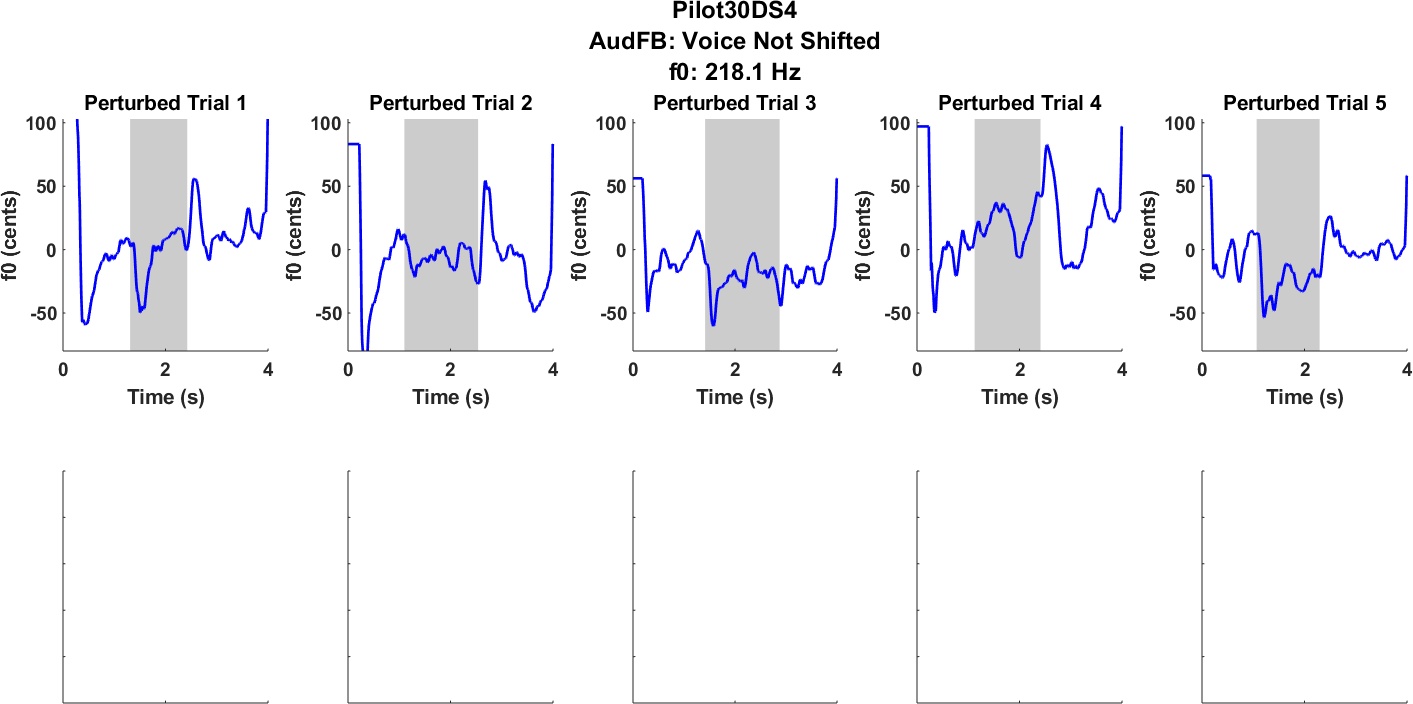 Pilot30DS4
AudFB: Voice Not Shifted
f0: 218.1 Hz
Perturbed Trial 1
100
50
0
-50
f0 (cents)
0 2 4
Time (s)
Perturbed Trial 2
100
50
0
-50
f0 (cents)
0 2 4
Time (s)
Perturbed Trial 3
100
50
0
-50
f0 (cents)
0 2 4
Time (s)
Perturbed Trial 4
100
50
0
-50
f0 (cents)
0 2 4
Time (s)
Perturbed Trial 5
100
50
0
-50
f0 (cents)
0 2 4
Time (s)